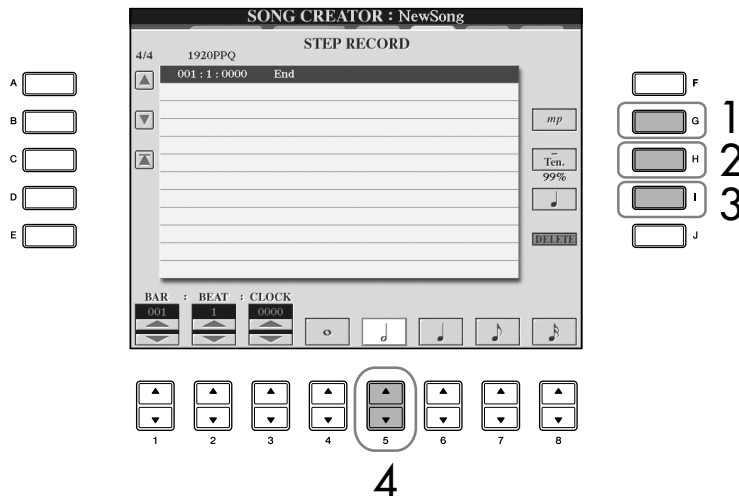 SONG CREATOR : NewSong
STEP RECORD
4/4 1920PPQ
001 : 1 : 0000 End
A
B
C
D
E
mp
Ten.
99%
DELETE
F
G 1
H 2
I 3
J
BAR : BEAT : CLOCK
001 1 0000
1 2 3 4 5 6 7 8
4